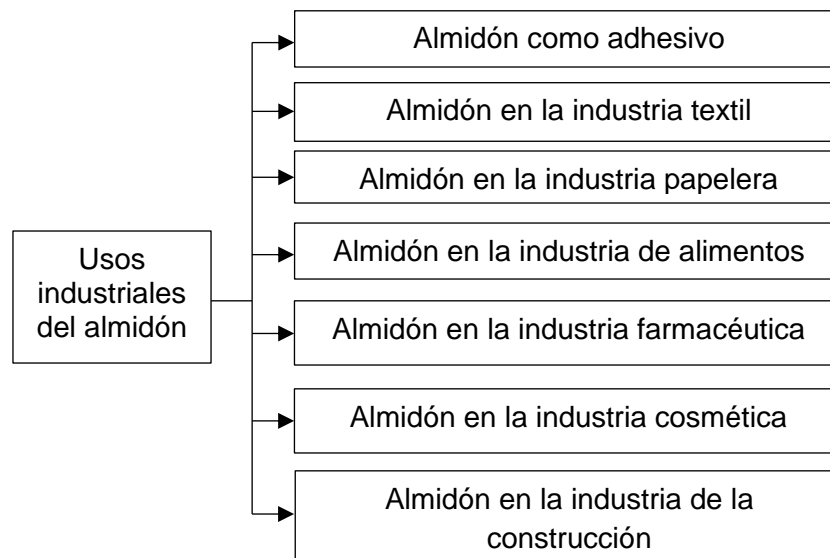 Almidón como adhesivo
Almidón en la industria textil
Almidón en la industria papelera
Usos
industriales
del almidón
Almidón en la industria de alimentos
Almidón en la industria farmacéutica
Almidón en la industria cosmética
Almidón en la industria de la
construcción